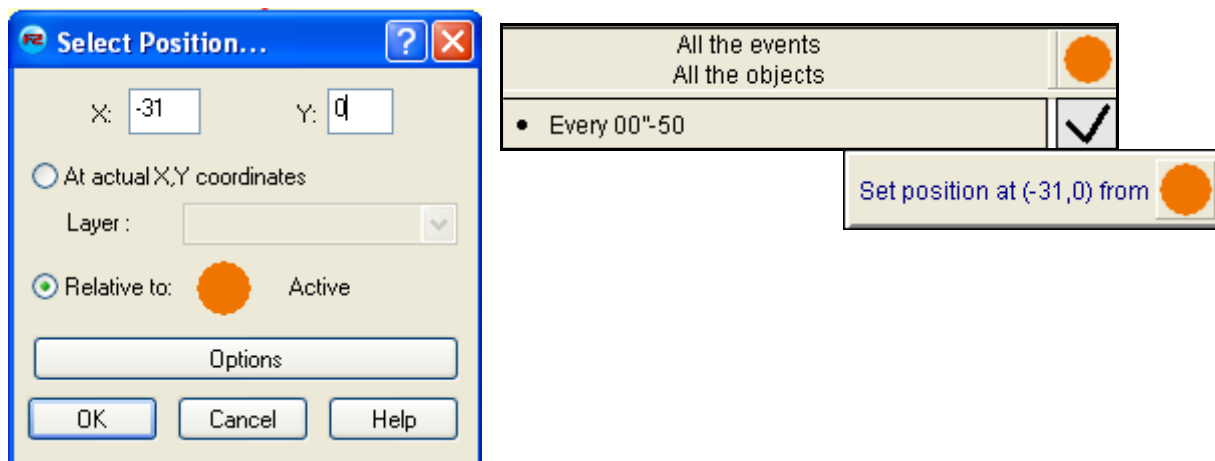 Select Position...
X: -31 Y: 0
At actual X,Y coordinates
Layer :
Relative to: Active
Options
OK Cancel Help
All the events
All the objects
• Every 00"-50
Set position at (-31,0) from